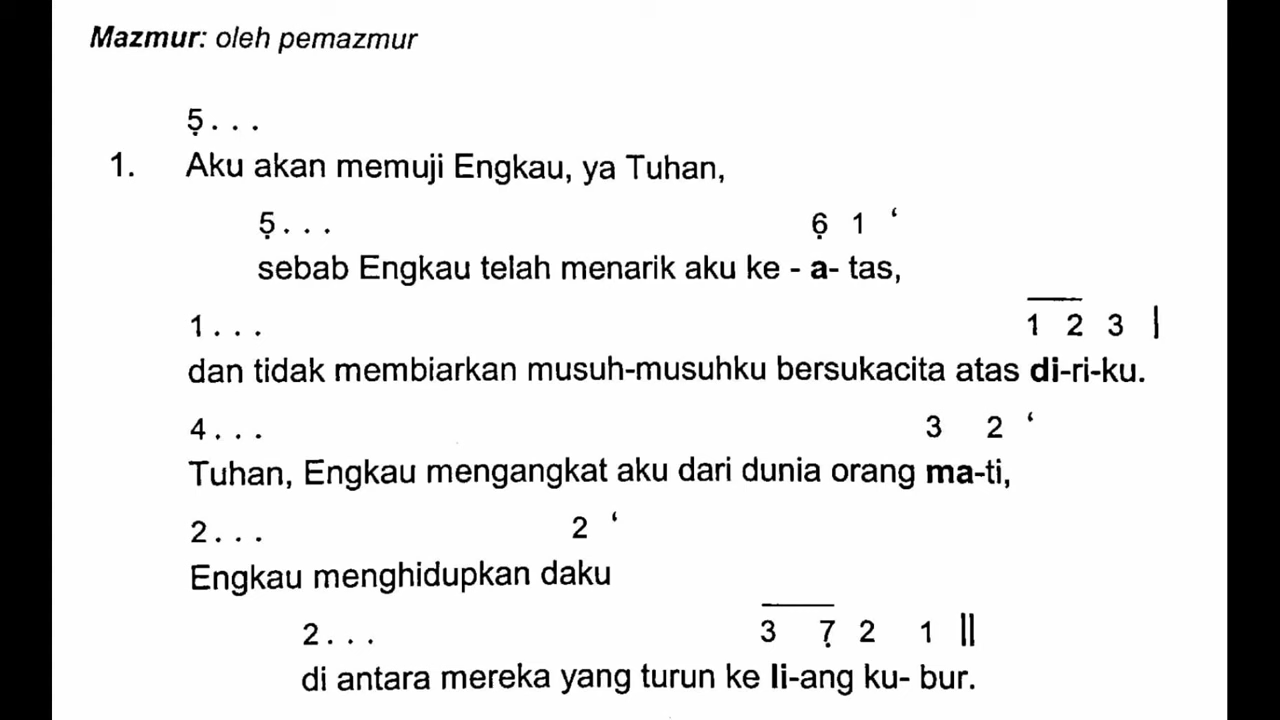 Mazmur: oleh pemazmur
5̣ . . .
1. Aku akan memuji Engkau, ya Tuhan,
5̣ . . . 6̣ 1 ‘
sebab Engkau telah menarik aku ke - a- tas,
1 . . . 1 2 3 |
dan tidak membiarkan musuh-musuhku bersukacita atas di-ri-ku.
4 . . . 3 2 ‘
Tuhan, Engkau mengangkat aku dari dunia orang ma-ti,
2 . . . 2 ‘
Engkau menghidupkan daku
2 . . . 3 7̣ 2 1 ||
di antara mereka yang turun ke li-ang ku- bur.